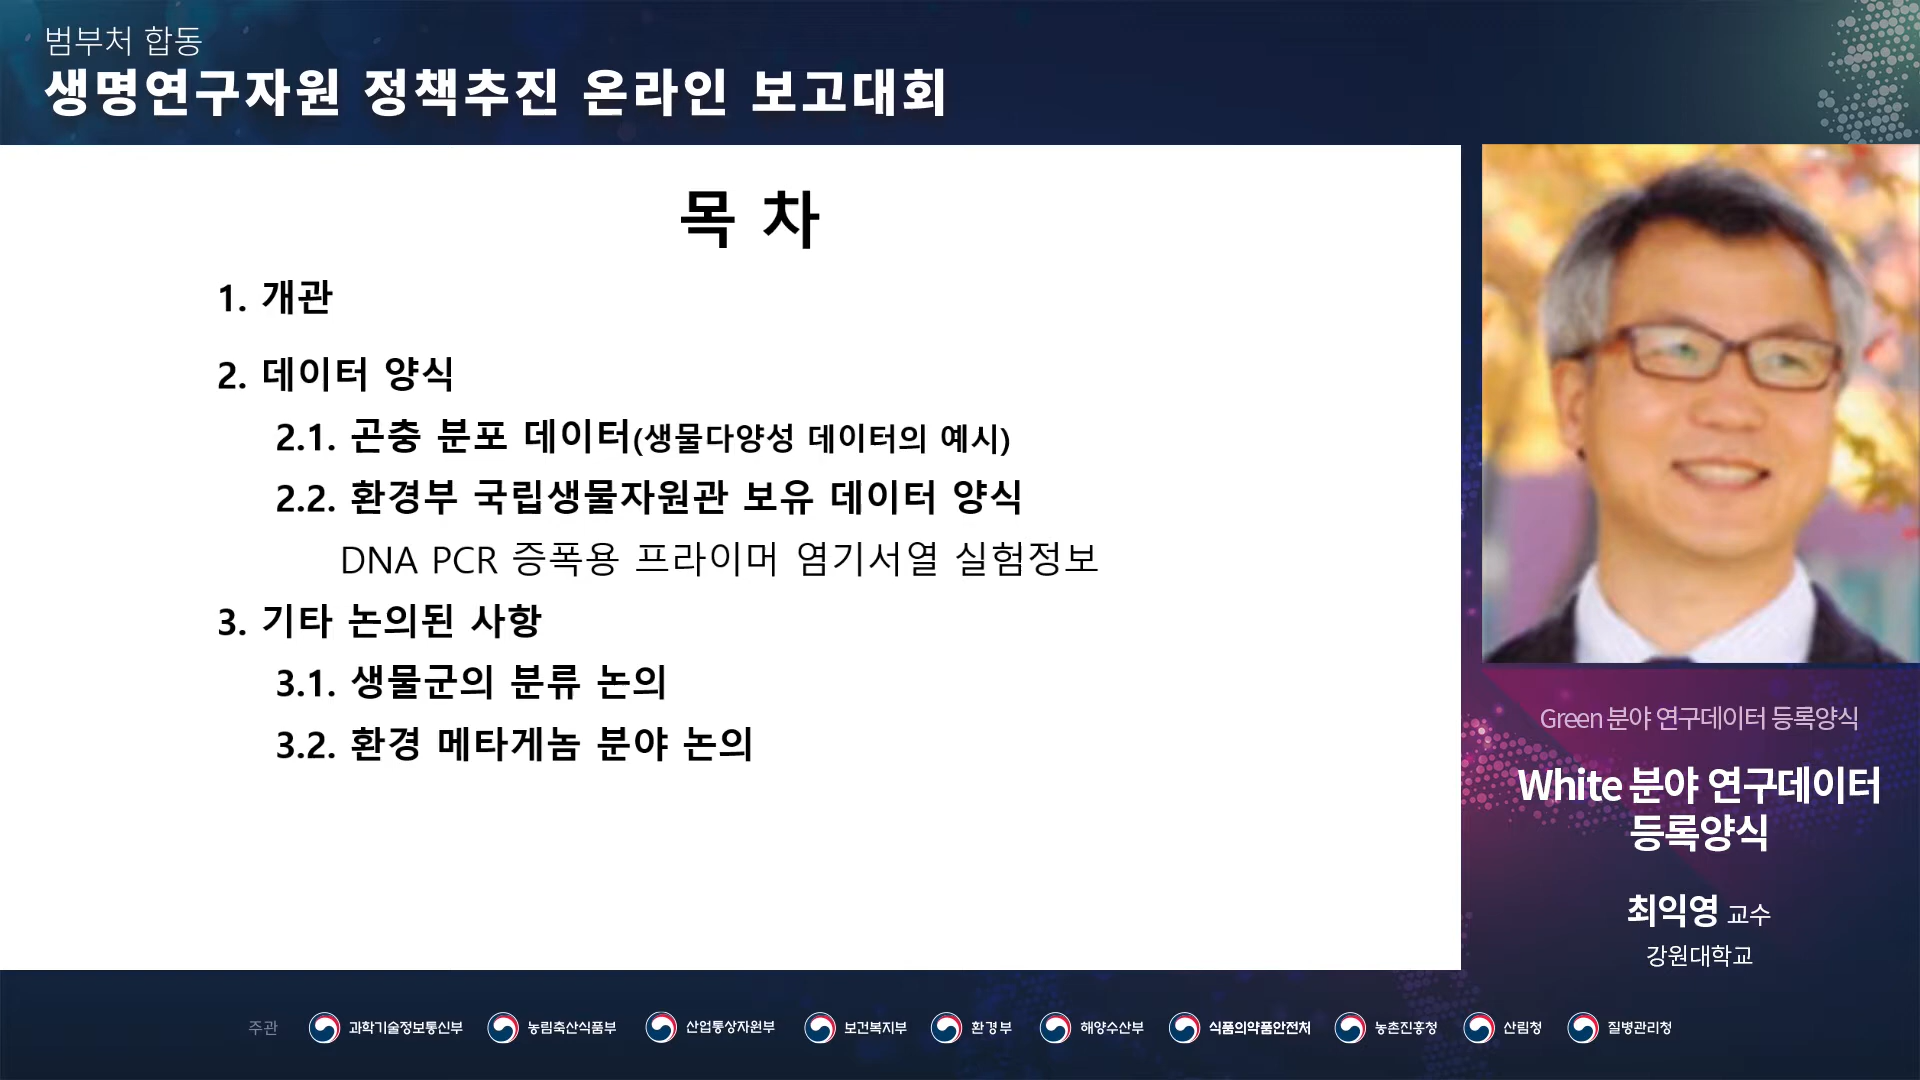 범부처 합동
생명연구자원 정책추진 온라인 보고대회
목 차
1. 개관
2. 데이터 양식
2.1. 곤충 분포 데이터(생물다양성 데이터의 예시)
2.2. 환경부 국립생물자원관 보유 데이터 양식
DNA PCR 증폭용 프라이머 염기서열 실험정보
3. 기타 논의된 사항
3.1. 생물군의 분류 논의
3.2. 환경 메타게놈 분야 논의
Green 분야 연구데이터 등록양식
White 분야 연구데이터
등록양식
최익영 교수
강원대학교
주관 과학기술정보통신부 농림축산식품부 산업통상자원부 보건복지부 환경부 해양수산부 식품의약품안전처 농촌진흥청 산림청 질병관리청